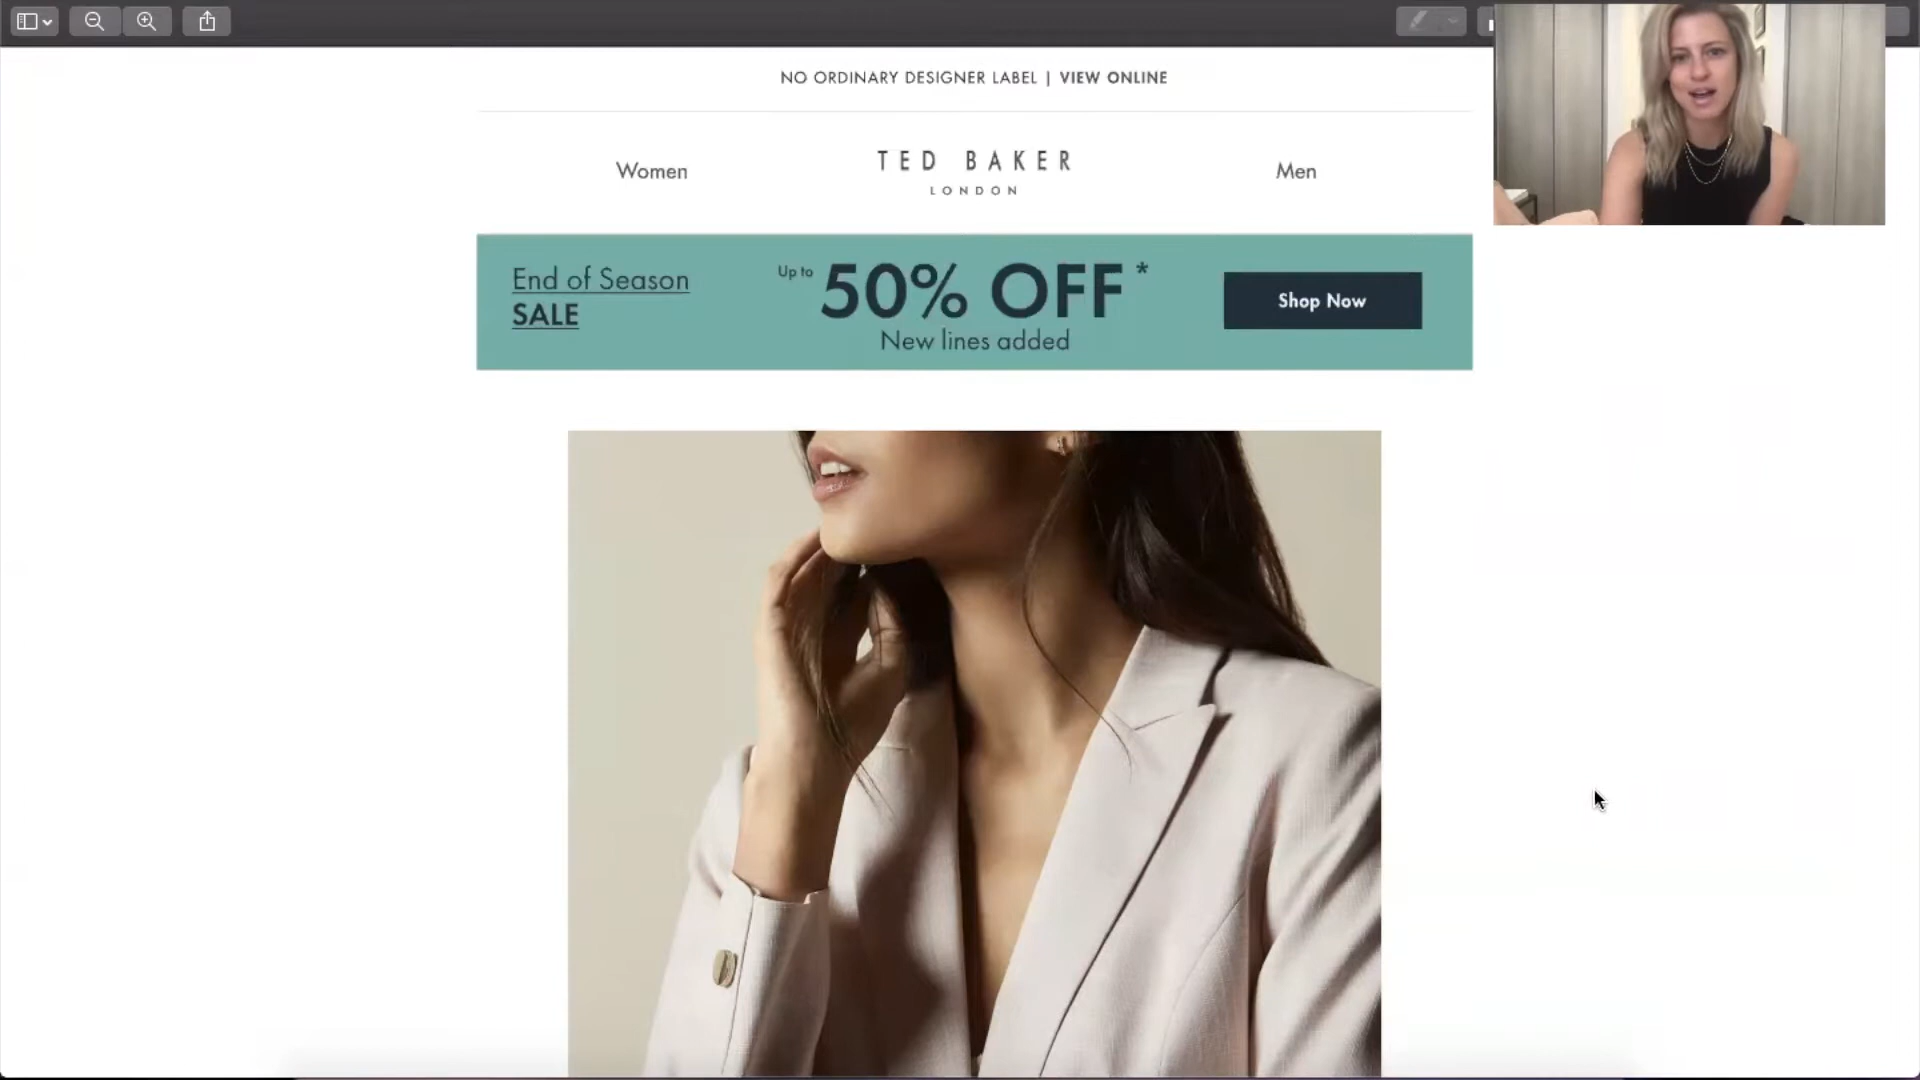 NO ORDINARY DESIGNER LABEL | VIEW ONLINE
Women
TED BAKER
LONDON
Men
End of Season
SALE
Up to 50% OFF*
New lines added
Shop Now